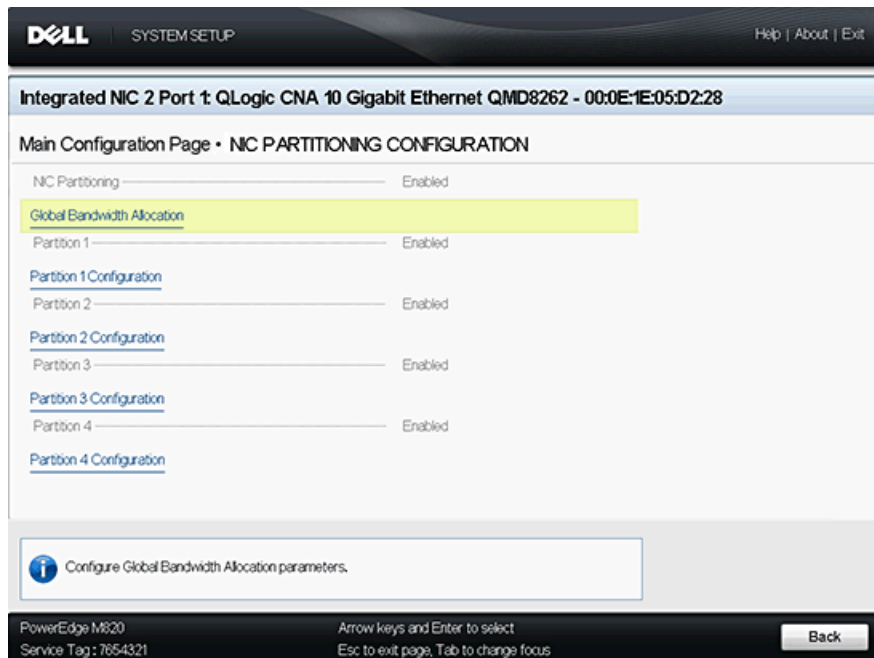 DELL SYSTEM SETUP Help | About | Exit
Integrated NIC 2 Port 1: QLogic CNA 10 Gigabit Ethernet QMD8262 - 00:0E:1E:05:D2:28
Main Configuration Page • NIC PARTITIONING CONFIGURATION
NIC Partitioning Enabled
Global Bandwidth Allocation
Partition 1 Enabled
Partition 1 Configuration
Partition 2 Enabled
Partition 2 Configuration
Partition 3 Enabled
Partition 3 Configuration
Partition 4 Enabled
Partition 4 Configuration
Configure Global Bandwidth Allocation parameters.
PowerEdge M820 Arrow keys and Enter to select
Service Tag : 7654321 Esc to exit page, Tab to change focus
Back